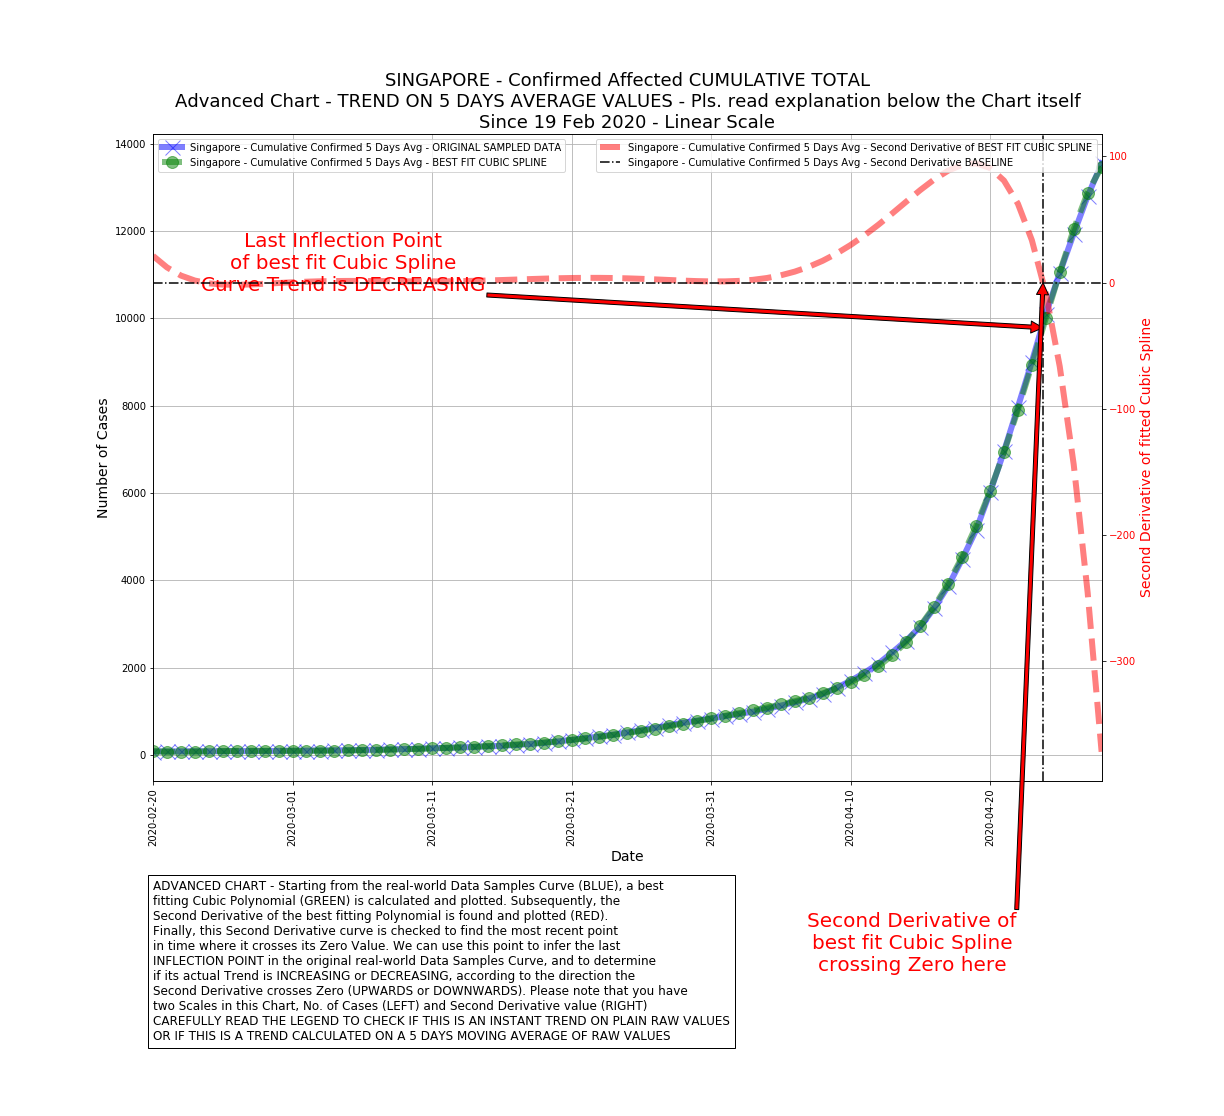 SINGAPORE - Confirmed Affected CUMULATIVE TOTAL
Advanced Chart - TREND ON 5 DAYS AVERAGE VALUES - Pls. read explanation below the Chart itself
Since 19 Feb 2020 - Linear Scale
Singapore - Cumulative Confirmed 5 Days Avg - ORIGINAL SAMPLED DATA
Singapore - Cumulative Confirmed 5 Days Avg - BEST FIT CUBIC SPLINE
Singapore - Cumulative Confirmed 5 Days Avg - Second Derivative of BEST FIT CUBIC SPLINE
Singapore - Cumulative Confirmed 5 Days Avg - Second Derivative BASELINE
Last Inflection Point
of best fit Cubic Spline
Curve Trend is DECREASING
14000
12000
10000
8000
6000
4000
2000
0
Number of Cases
100
0
−100
−200
−300
Second Derivative of fitted Cubic Spline
2020-02-20
2020-03-01
2020-03-11
2020-03-21
2020-03-31
2020-04-10
2020-04-20
Date
ADVANCED CHART - Starting from the real-world Data Samples Curve (BLUE), a best
fitting Cubic Polynomial (GREEN) is calculated and plotted. Subsequently, the
Second Derivative of the best fitting Polynomial is found and plotted (RED).
Finally, this Second Derivative curve is checked to find the most recent point
in time where it crosses its Zero Value. We can use this point to infer the last
INFLECTION POINT in the original real-world Data Samples Curve, and to determine
if its actual Trend is INCREASING or DECREASING, according to the direction the
Second Derivative crosses Zero (UPWARDS or DOWNWARDS). Please note that you have
two Scales in this Chart, No. of Cases (LEFT) and Second Derivative value (RIGHT)
CAREFULLY READ THE LEGEND TO CHECK IF THIS IS AN INSTANT TREND ON PLAIN RAW VALUES
OR IF THIS IS A TREND CALCULATED ON A 5 DAYS MOVING AVERAGE OF RAW VALUES
Second Derivative of
best fit Cubic Spline
crossing Zero here